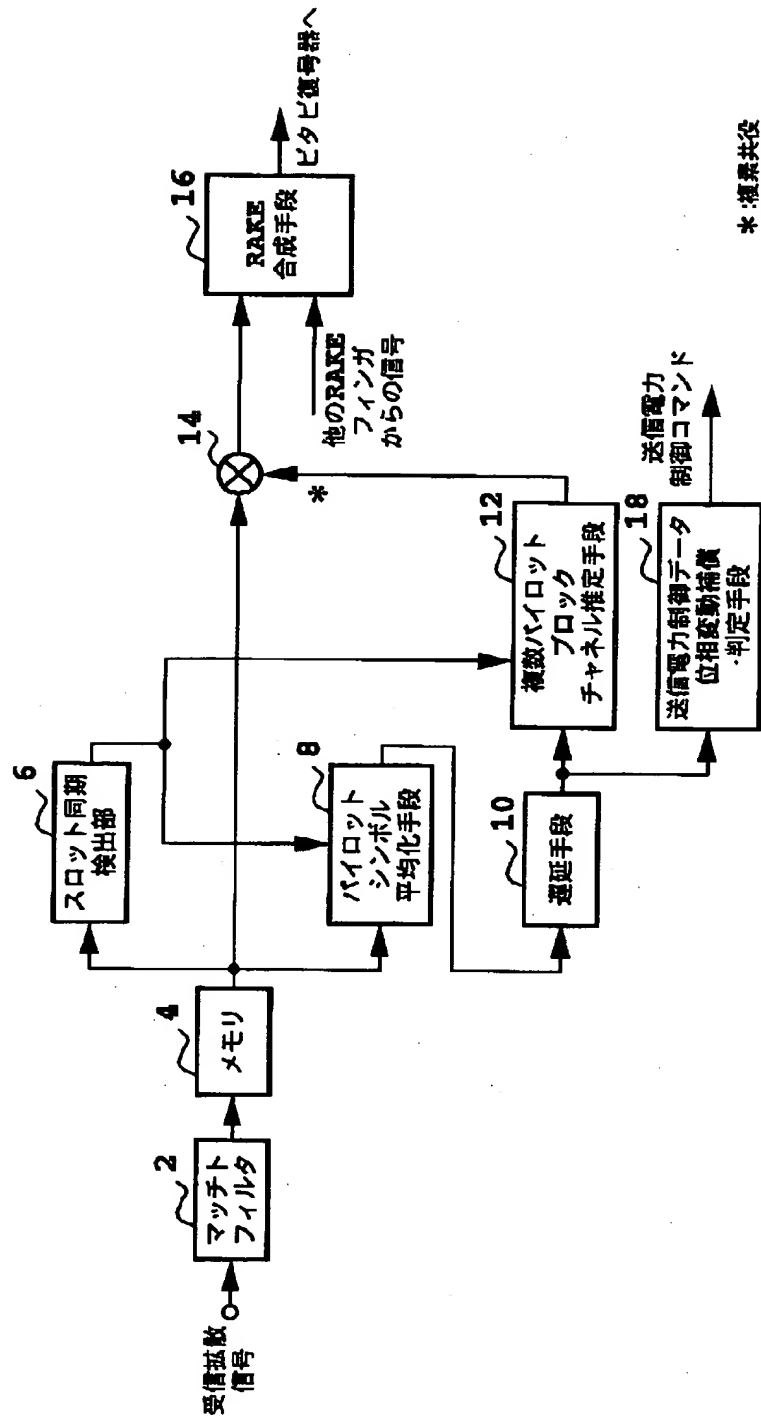 受信拡散
信号
2
マッチト
フィルタ
4
メモリ
6
スロット同期
検出部
8
パイロット
シンボル
平均化手段
10
遅延手段
12
複数パイロット
ブロック
チャネル推定手段
14
*
他のRAKE
フィンガ
からの信号
16
RAKE
合成手段
ビタビ復号器へ
18
送信電力制御データ
位相変動補償
・判定手段
送信電力
制御コマンド
*:複素共役